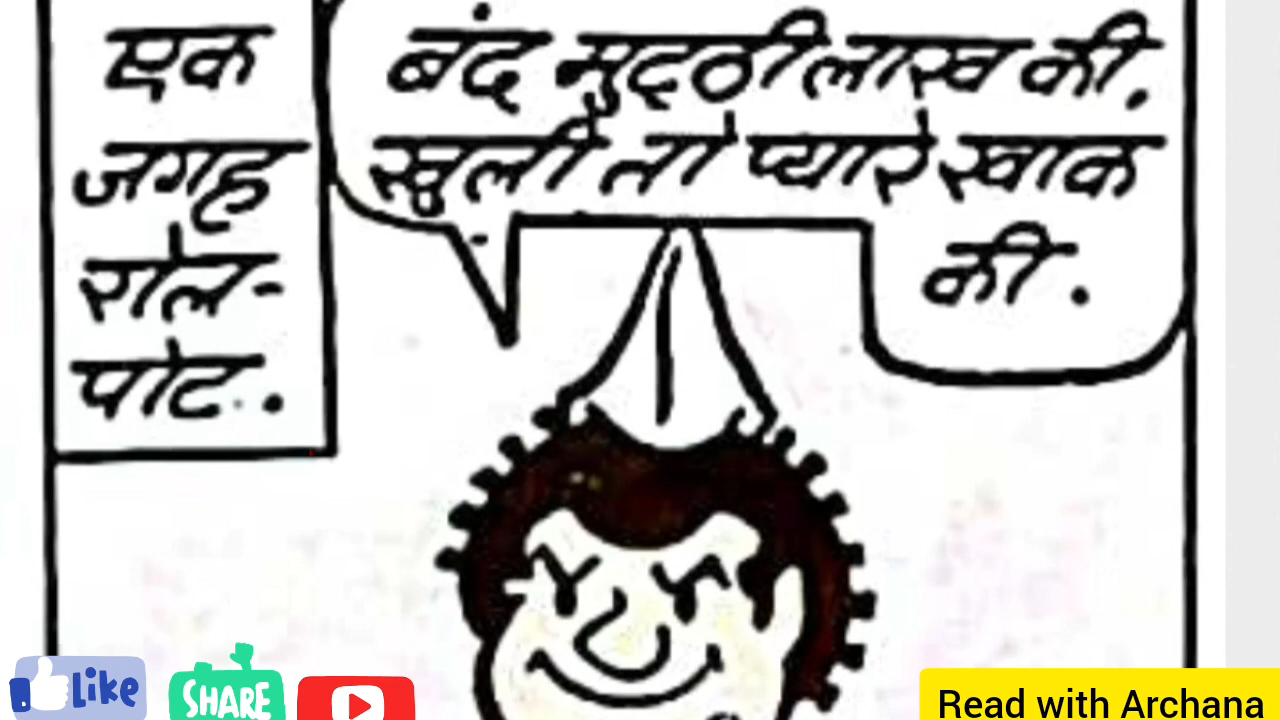 एक
जगह
रोल-
पोट.
बंद मुट्ठी लाख की.
खुली तो प्यारे खाक
की.
Like
SHARE
Read with Archana